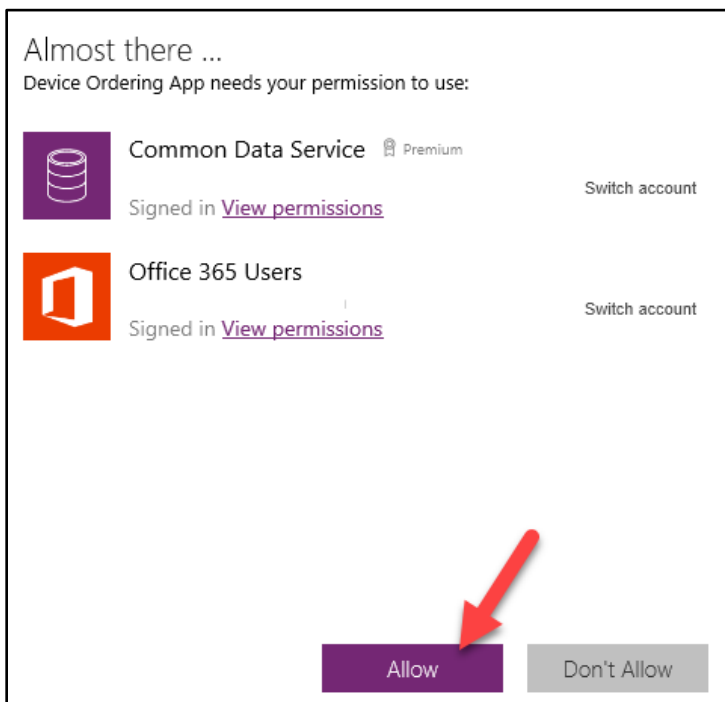 Almost there ...
Device Ordering App needs your permission to use:
Common Data Service Premium
Switch account
Signed in View permissions
Office 365 Users
Switch account
Signed in View permissions
Allow Don't Allow